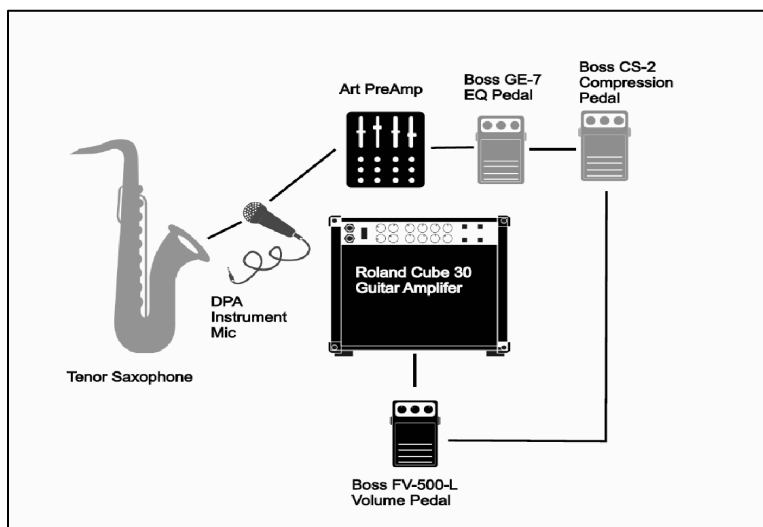 Art PreAmp
Boss GE-7
EQ Pedal
Boss CS-2
Compression
Pedal
Roland Cube 30
Guitar Amplifer
DPA
Instrument
Mic
Tenor Saxophone
Boss FV-500-L
Volume Pedal